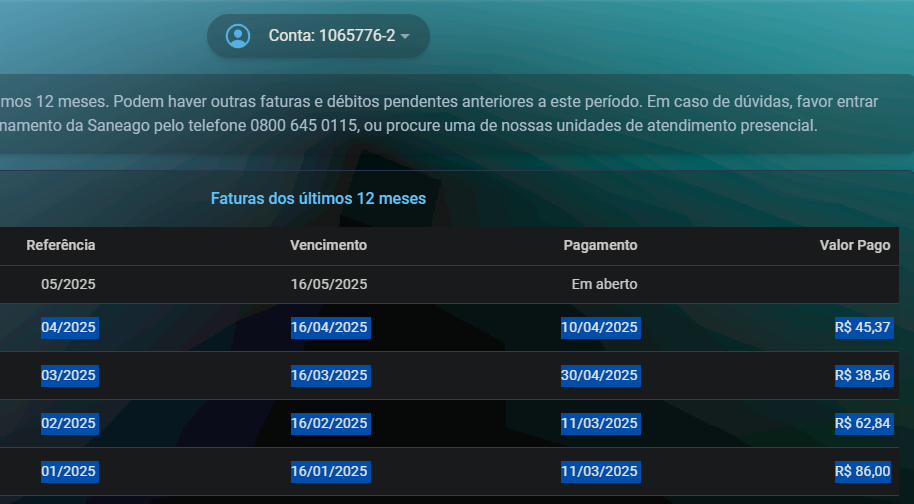 Conta: 1065776-2
mos 12 meses. Podem haver outras faturas e débitos pendentes anteriores a este período. Em caso de dúvidas, favor entrar
namento da Saneago pelo telefone 0800 645 0115, ou procure uma de nossas unidades de atendimento presencial.
Faturas dos últimos 12 meses
Referência Vencimento Pagamento Valor Pago
05/2025 16/05/2025 Em aberto
04/2025 16/04/2025 10/04/2025 R$ 45,37
03/2025 16/03/2025 30/04/2025 R$ 38,56
02/2025 16/02/2025 11/03/2025 R$ 62,84
01/2025 16/01/2025 11/03/2025 R$ 86,00